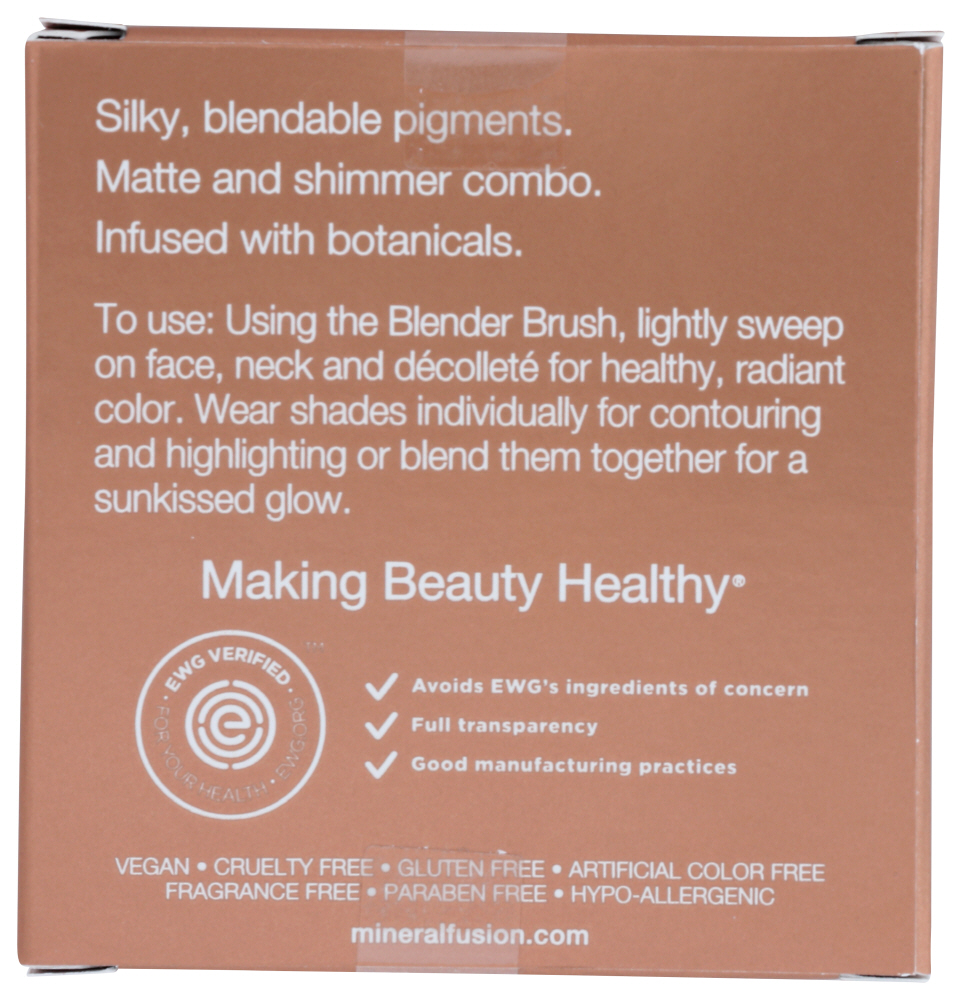 Silky, blendable pigments.
Matte and shimmer combo.
Infused with botanicals.
To use: Using the Blender Brush, lightly sweep
on face, neck and décolleté for healthy, radiant
color. Wear shades individually for contouring
and highlighting or blend them together for a
sunkissed glow.
Making Beauty Healthy®
• EWG VERIFIED •
FOR YOUR HEALTH • EWG.ORG
™
e
Avoids EWG's ingredients of concern
Full transparency
Good manufacturing practices
VEGAN • CRUELTY FREE • GLUTEN FREE • ARTIFICIAL COLOR FREE
FRAGRANCE FREE • PARABEN FREE • HYPO-ALLERGENIC
mineralfusion.com